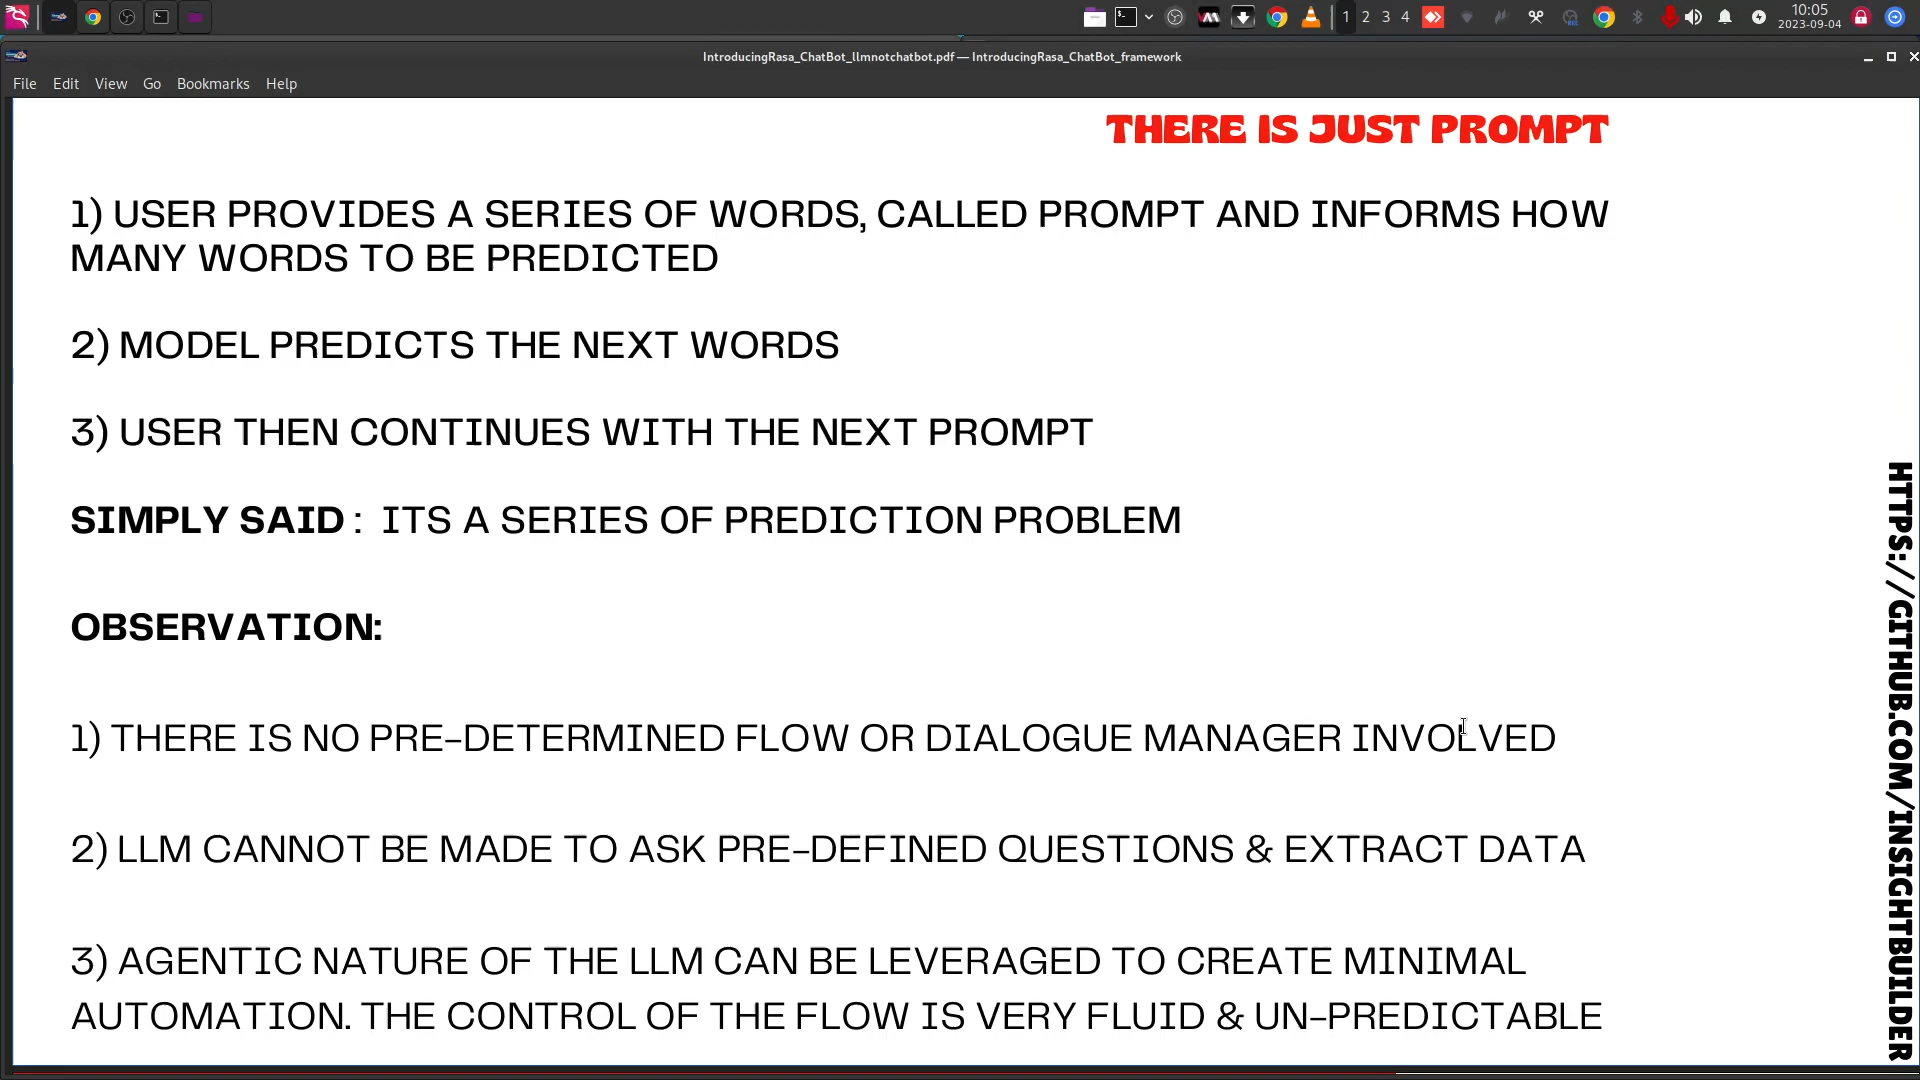 1 2 3 4
10:05
2023-09-04
IntroducingRasa_ChatBot_llmnotchatbot.pdf — IntroducingRasa_ChatBot_framework
File Edit View Go Bookmarks Help
THERE IS JUST PROMPT
1) USER PROVIDES A SERIES OF WORDS, CALLED PROMPT AND INFORMS HOW
MANY WORDS TO BE PREDICTED
2) MODEL PREDICTS THE NEXT WORDS
3) USER THEN CONTINUES WITH THE NEXT PROMPT
SIMPLY SAID : ITS A SERIES OF PREDICTION PROBLEM
OBSERVATION:
1) THERE IS NO PRE-DETERMINED FLOW OR DIALOGUE MANAGER INVOLVED
2) LLM CANNOT BE MADE TO ASK PRE-DEFINED QUESTIONS & EXTRACT DATA
3) AGENTIC NATURE OF THE LLM CAN BE LEVERAGED TO CREATE MINIMAL
AUTOMATION. THE CONTROL OF THE FLOW IS VERY FLUID & UN-PREDICTABLE
HTTPS://GITHUB.COM/INSIGHTBUILDER